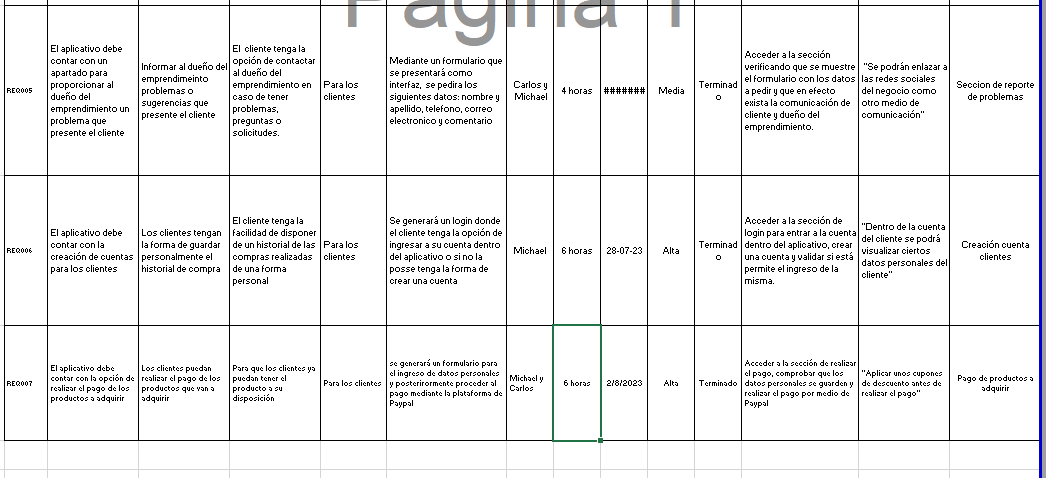 Página 1
REQ005
El aplicativo debe
contar con un
apartado para
proporcionar al
dueño del
emprendimiento un
problema que
presente el cliente
Informar al dueño del
emprendimeinto
problemas o
sugerencias que
presente el cliente
El cliente tenga la
opción de contactar
al dueño del
emprendimiento en
caso de tener
problemas,
preguntas o
solicitudes.
Para los
clientes
Mediante un formulario que
se presentará como
interfaz, se pedira los
siguientes datos: nombre y
apellido, telefono, correo
electronico y comentario
Carlos y
Michael
4 horas
#######
Media
Terminad
o
Acceder a la sección
verificando que se muestre
el formulario con los datos
a pedir y que en efecto
exista la comunicación de
cliente y dueño del
emprendimiento.
"Se podrán enlazar a
las redes sociales
del negocio como
otro medio de
comunicación"
Seccion de reporte
de problemas
REQ006
El aplicativo debe
contar con la
creación de cuentas
para los clientes
Los clientes tengan
la forma de guardar
personalmente el
historial de compra
El cliente tenga la
facilidad de disponer
de un historial de las
compras realizadas
de una forma
personal
Para los
clientes
Se generará un login donde
el cliente tenga la opción de
ingresar a su cuenta dentro
del aplicativo o si no la
posse tenga la forma de
crear una cuenta
Michael
6 horas
28-07-23
Alta
Terminad
o
Acceder a la sección de
login para entrar a la cuenta
dentro del aplicativo, crear
una cuenta y validar si está
permite el ingreso de la
misma.
"Dentro de la cuenta
del cliente se podrá
visualizar ciertos
datos personales del
cliente"
Creación cuenta
clientes
REQ007
El aplicativo debe
contar con la opción de
realizar el pago de los
productos a adquirir
Los clientes puedan
realizar el pago de los
productos que van a
adquirir
Para que los clientes ya
puedan tener el
producto a su
disposición
Para los clientes
se generará un formulario para
el ingreso de datos personales
y posterirormente proceder al
pago mediante la plataforma de
Paypal
Michael y
Carlos
6 horas
2/8/2023
Alta
Terminado
Acceder a la sección de realizar
el pago, comprobar que los
datos personales se guarden y
realizar el pago por medio de
Paypal
"Aplicar unos cupones
de descuento antes de
realizar el pago"
Pago de productos a
adquirir